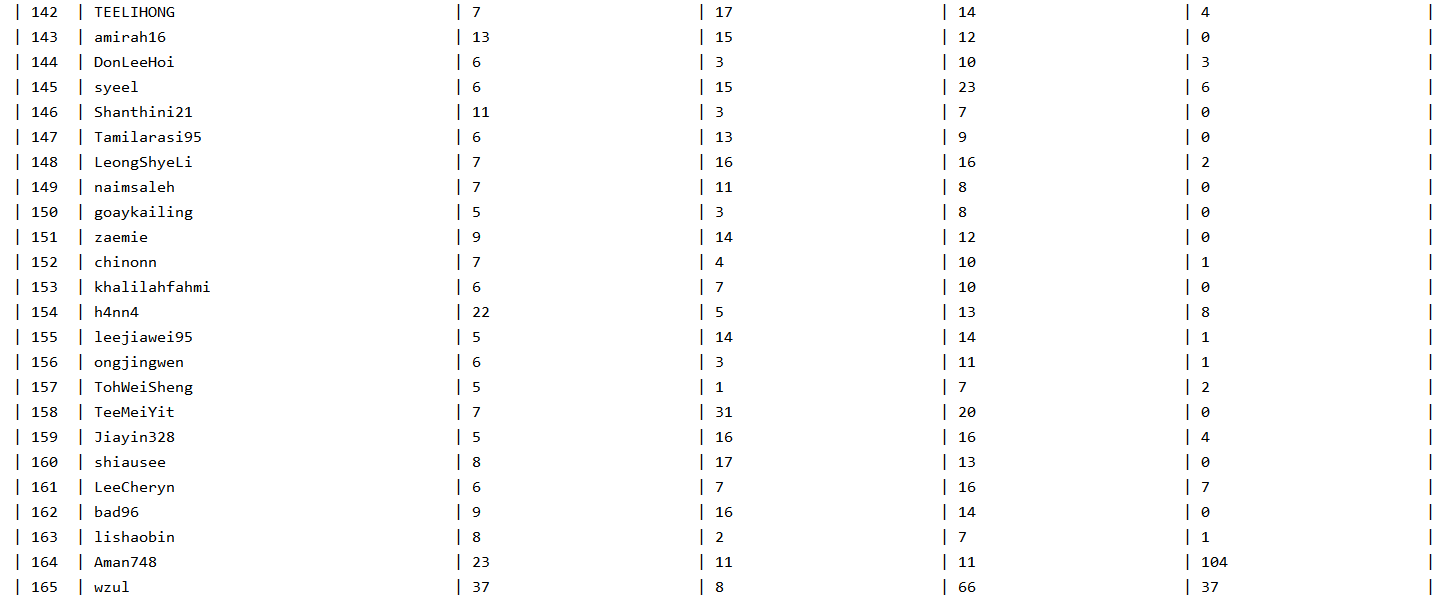 | 142 | TEELIHONG | 7 | 17 | 14 | 4 |
| 143 | amirah16 | 13 | 15 | 12 | 0 |
| 144 | DonLeeHoi | 6 | 3 | 10 | 3 |
| 145 | syeel | 6 | 15 | 23 | 6 |
| 146 | Shanthini21 | 11 | 3 | 7 | 0 |
| 147 | Tamilarasi95 | 6 | 13 | 9 | 0 |
| 148 | LeongShyeLi | 7 | 16 | 16 | 2 |
| 149 | naimsaleh | 7 | 11 | 8 | 0 |
| 150 | goaykailing | 5 | 3 | 8 | 0 |
| 151 | zaemie | 9 | 14 | 12 | 0 |
| 152 | chinonn | 7 | 4 | 10 | 1 |
| 153 | khalilahfahmi | 6 | 7 | 10 | 0 |
| 154 | h4nn4 | 22 | 5 | 13 | 8 |
| 155 | leejiawei95 | 5 | 14 | 14 | 1 |
| 156 | ongjingwen | 6 | 3 | 11 | 1 |
| 157 | TohWeiSheng | 5 | 1 | 7 | 2 |
| 158 | TeeMeiYit | 7 | 31 | 20 | 0 |
| 159 | Jiayin328 | 5 | 16 | 16 | 4 |
| 160 | shiausee | 8 | 17 | 13 | 0 |
| 161 | LeeCheryn | 6 | 7 | 16 | 7 |
| 162 | bad96 | 9 | 16 | 14 | 0 |
| 163 | lishaobin | 8 | 2 | 7 | 1 |
| 164 | Aman748 | 23 | 11 | 11 | 104 |
| 165 | wzul | 37 | 8 | 66 | 37 |